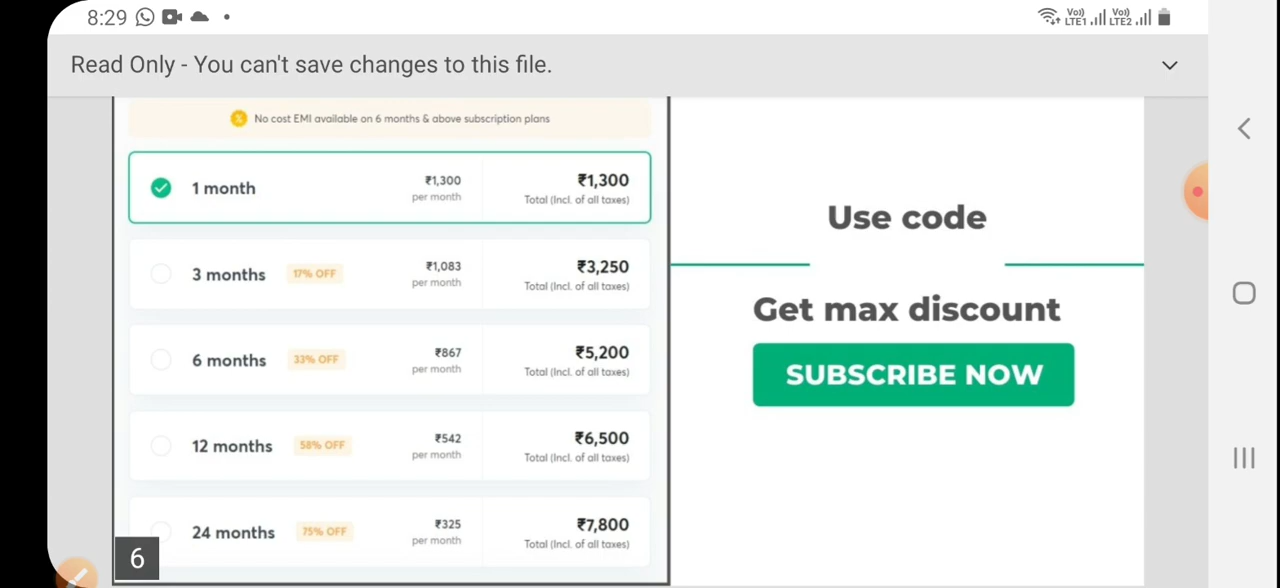 8:29
Vo)) LTE1 Vo)) LTE2
Read Only - You can't save changes to this file.
No cost EMI available on 6 months & above subscription plans
1 month ₹1,300 per month ₹1,300 Total (Incl. of all taxes)
3 months 17% OFF ₹1,083 per month ₹3,250 Total (Incl. of all taxes)
6 months 33% OFF ₹867 per month ₹5,200 Total (Incl. of all taxes)
12 months 58% OFF ₹542 per month ₹6,500 Total (Incl. of all taxes)
24 months 75% OFF ₹325 per month ₹7,800 Total (Incl. of all taxes)
6
Use code
Get max discount
SUBSCRIBE NOW